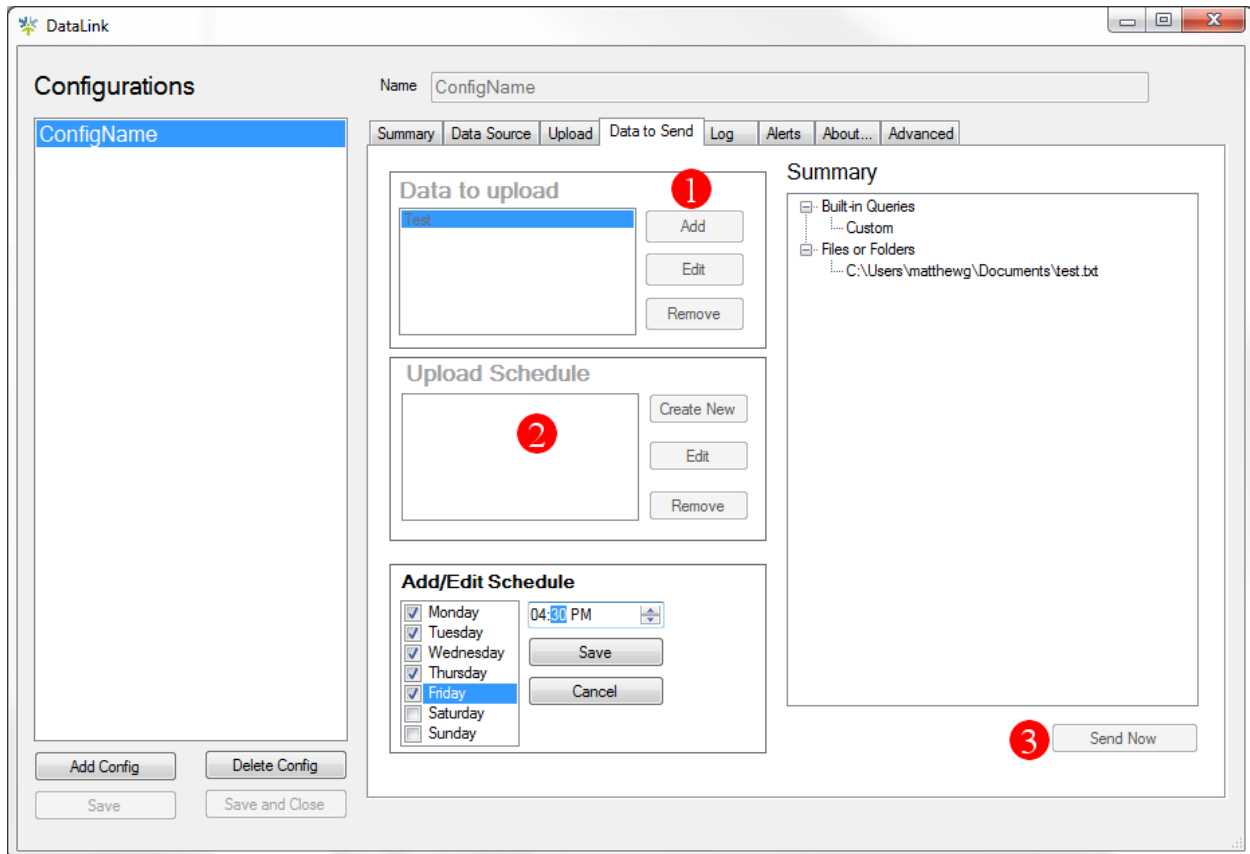 DataLink
Configurations
ConfigName
Add Config
Delete Config
Save
Save and Close
Name
ConfigName
Summary
Data Source
Upload
Data to Send
Log
Alerts
About...
Advanced
Data to upload
1
Test
Add
Edit
Remove
Upload Schedule
2
Create New
Edit
Remove
Add/Edit Schedule
Monday
Tuesday
Wednesday
Thursday
Friday
Saturday
Sunday
04:30 PM
Save
Cancel
Summary
Built-in Queries
Custom
Files or Folders
C:\Users\matthewg\Documents\test.txt
3
Send Now